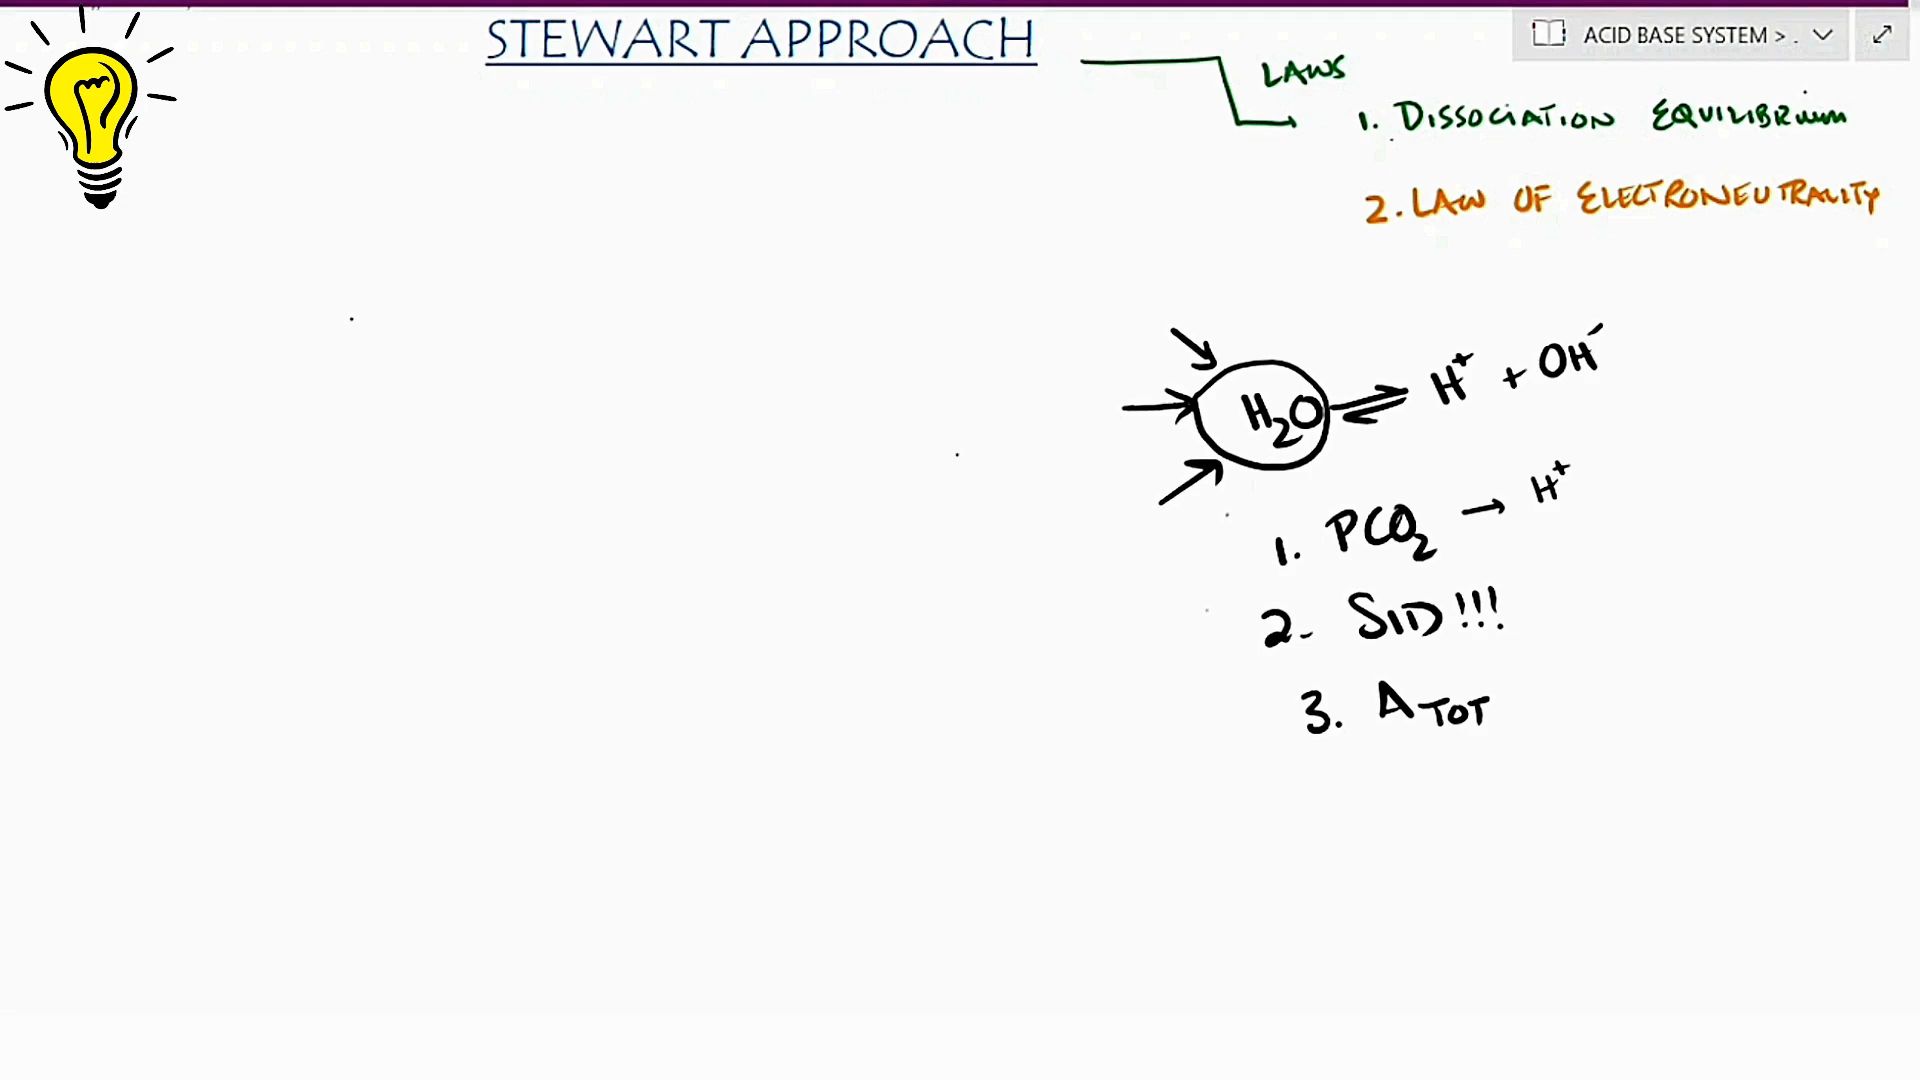 STEWART APPROACH
ACID BASE SYSTEM > .
LAWS
1. DISSOCIATION EQUILIBRIUM
2. LAW OF ELECTRONEUTRALITY
H₂O ⇌ H⁺ + OH⁻
1. PCO₂ → H⁺
2. SID!!!
3. A TOT